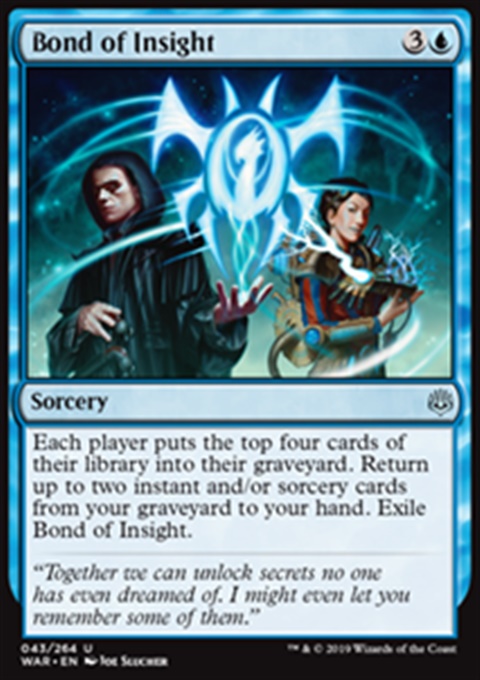 Bond of Insight 3
Sorcery
Each player puts the top four cards of
their library into their graveyard. Return
up to two instant and/or sorcery cards
from your graveyard to your hand. Exile
Bond of Insight.
“Together we can unlock secrets no one
has even dreamed of. I might even let you
remember some of them.”
043/264 U
WAR • EN Joe Slucher
™ & © 2019 Wizards of the Coast